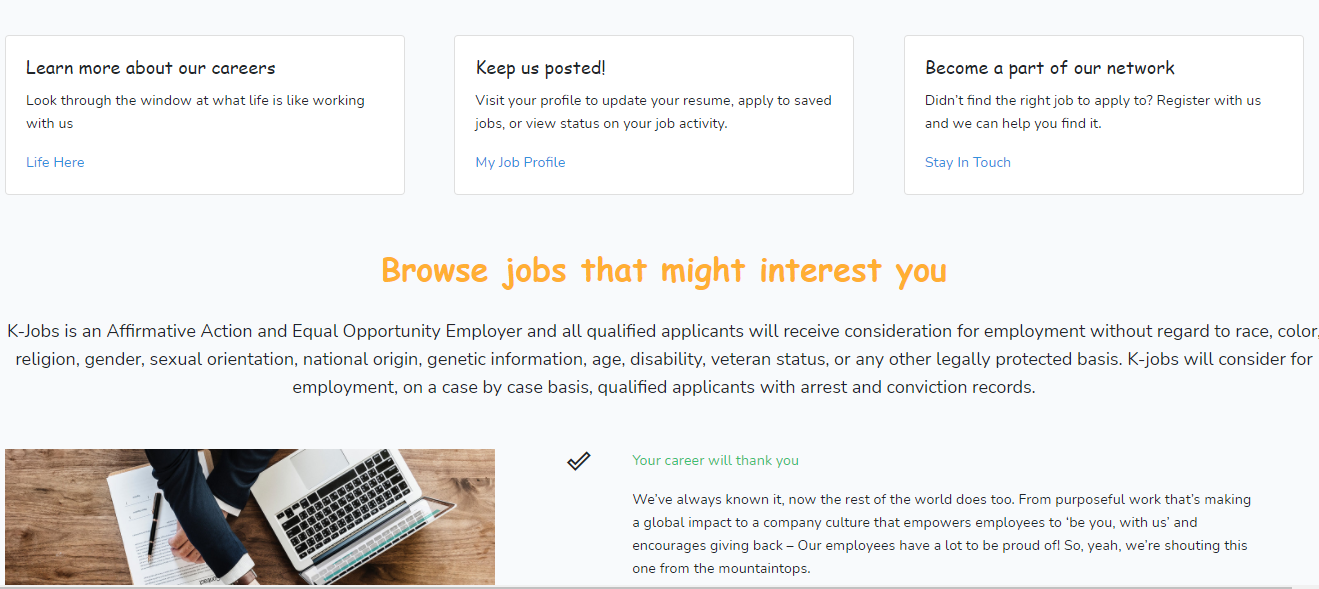 Learn more about our careers
Look through the window at what life is like working
with us
Life Here
Keep us posted!
Visit your profile to update your resume, apply to saved
jobs, or view status on your job activity.
My Job Profile
Become a part of our network
Didn't find the right job to apply to? Register with us
and we can help you find it.
Stay In Touch
Browse jobs that might interest you
K-Jobs is an Affirmative Action and Equal Opportunity Employer and all qualified applicants will receive consideration for employment without regard to race, color,
religion, gender, sexual orientation, national origin, genetic information, age, disability, veteran status, or any other legally protected basis. K-jobs will consider for
employment, on a case by case basis, qualified applicants with arrest and conviction records.
Your career will thank you
We've always known it, now the rest of the world does too. From purposeful work that's making
a global impact to a company culture that empowers employees to 'be you, with us' and
encourages giving back – Our employees have a lot to be proud of! So, yeah, we're shouting this
one from the mountaintops.